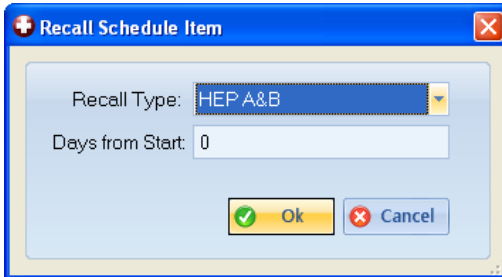 Recall Schedule Item
Recall Type: HEP A&B
Days from Start: 0
Ok Cancel